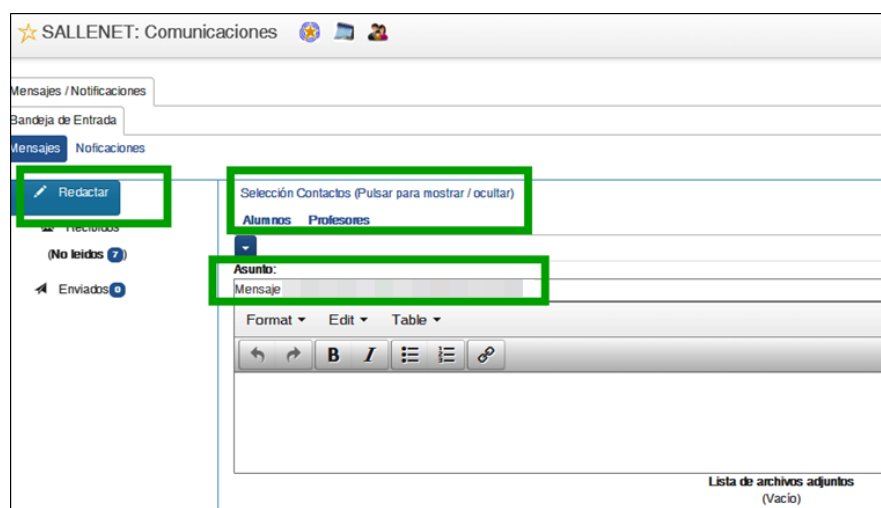 SALLENET: Comunicaciones
Mensajes / Notificaciones
Bandeja de Entrada
Mensajes Noficaciones
Redactar
Recibidos
(No leidos 7)
Enviados 0
Selección Contactos (Pulsar para mostrar / ocultar)
Alumnos Profesores
Asunto:
Mensaje
Format Edit Table
B I
Lista de archivos adjuntos
(Vacío)